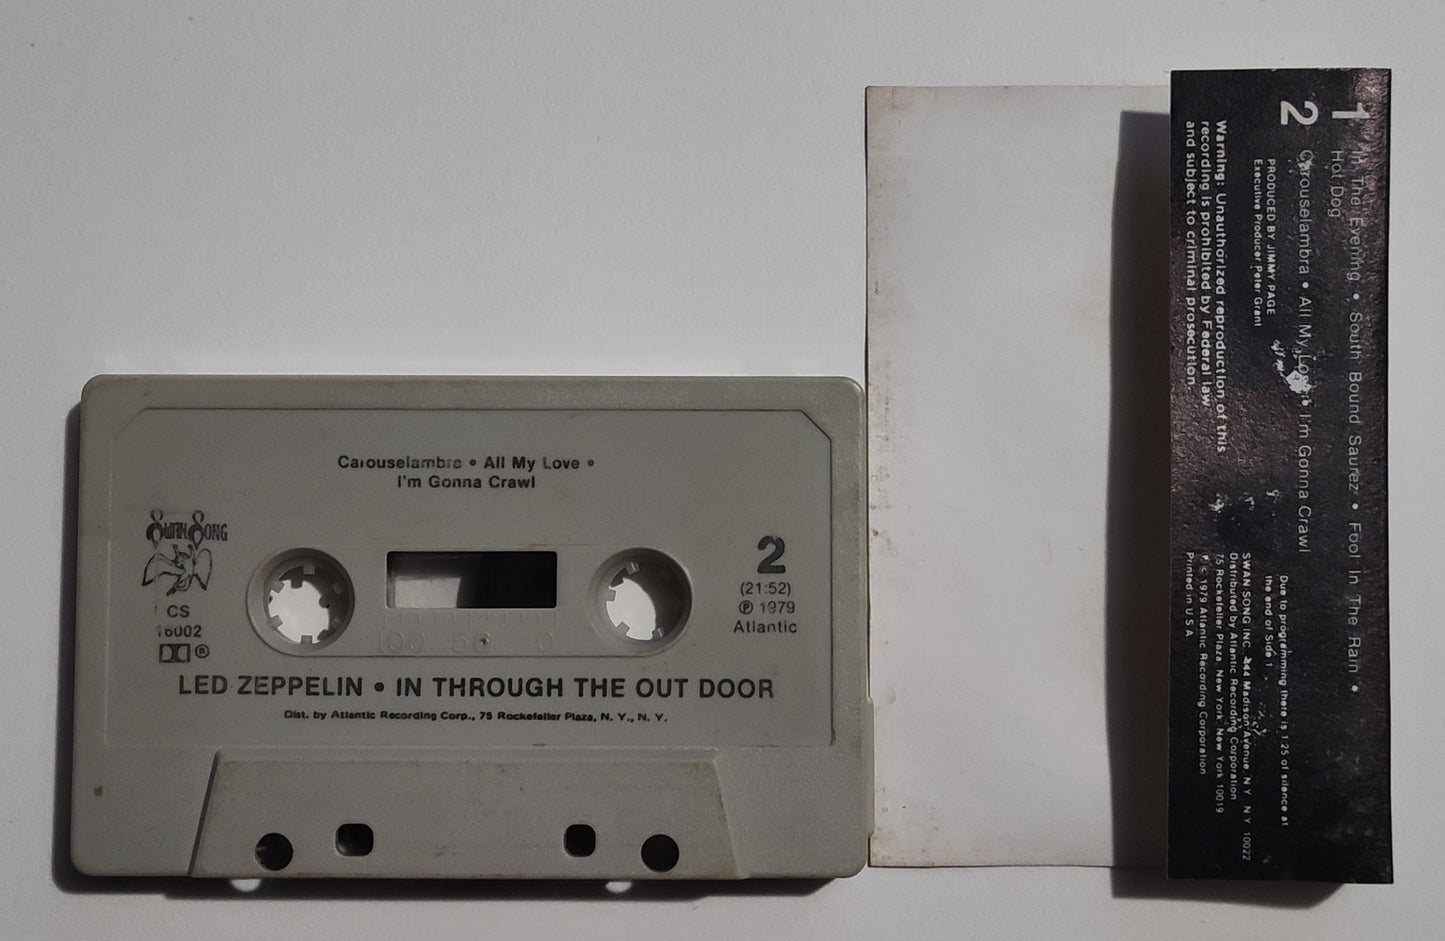 Carouselambra • All My Love •
I'm Gonna Crawl
SWAN SONG
CS
16002
®
2
(21:52)
℗ 1979
Atlantic
100 50 0
LED ZEPPELIN • IN THROUGH THE OUT DOOR
Dist. by Atlantic Recording Corp., 75 Rockefeller Plaza, N. Y., N. Y.
1 In The Evening • South Bound Saurez • Fool In The Rain •
Hot Dog
2 Carouselambra • All My Love • I'm Gonna Crawl
PRODUCED BY JIMMY PAGE
Executive Producer Peter Grant
Warning: Unauthorized reproduction of this
recording is prohibited by Federal law
and subject to criminal prosecution.
Due to programming there is 1:25 of silence at
the end of Side 1.
SWAN SONG INC. 444 Madison Avenue, N.Y., N.Y. 10022
Distributed by Atlantic Recording Corporation
75 Rockefeller Plaza, New York, New York 10019
℗ © 1979 Atlantic Recording Corporation
Printed in U.S.A.